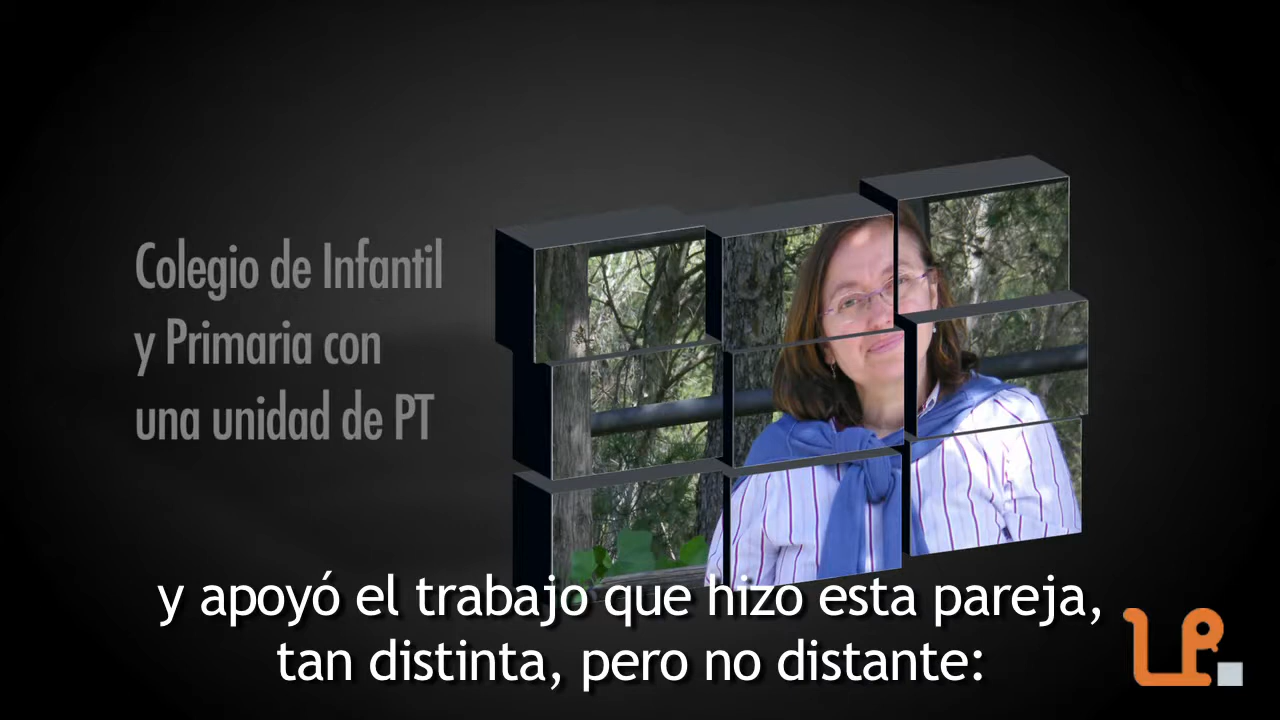 Colegio de Infantil
y Primaria con
una unidad de PT
y apoyó el trabajo que hizo esta pareja,
tan distinta, pero no distante: